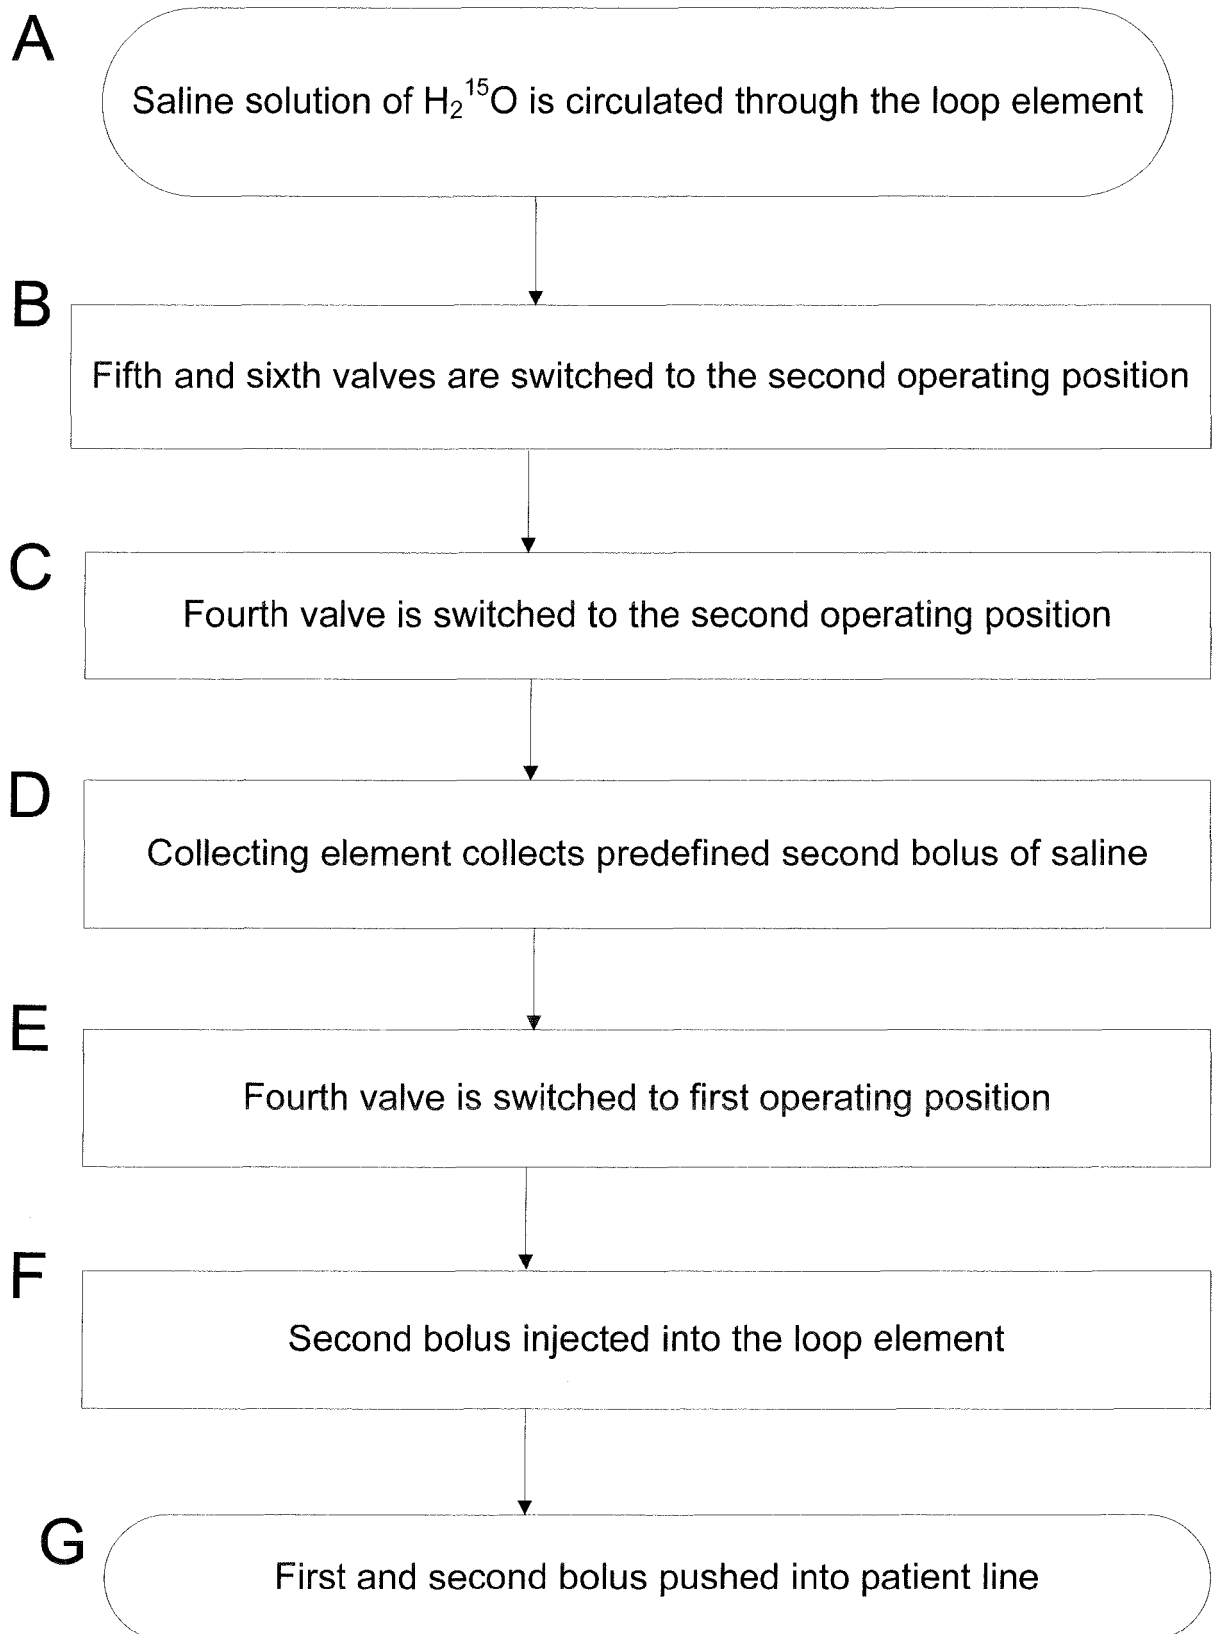 A
Saline solution of H₂¹⁵O is circulated through the loop element
B
Fifth and sixth valves are switched to the second operating position
C
Fourth valve is switched to the second operating position
D
Collecting element collects predefined second bolus of saline
E
Fourth valve is switched to first operating position
F
Second bolus injected into the loop element
G
First and second bolus pushed into patient line